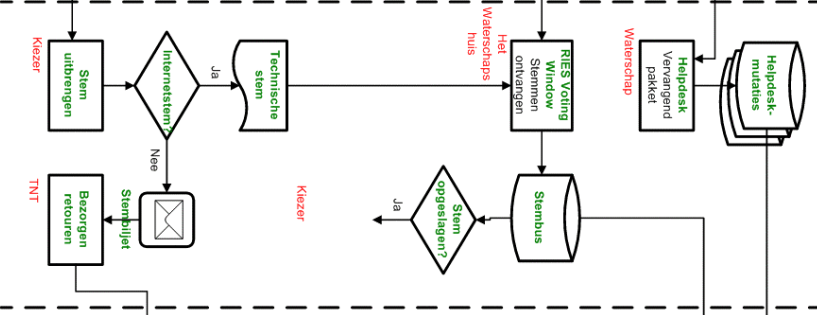 Kiezer
Stem
uitbrengen
Internetstem?
Ja
Technische
stem
Het
Waterschaps
huis
RIES Voting
Window
Stemmen
ontvangen
Waterschap
Helpdesk
Vervangend
pakket
Helpdesk-
mutaties
Nee
TNT
Bezorgen
retouren
Stembiljet
Kiezer
Ja
Stem
opgeslagen?
Stembus